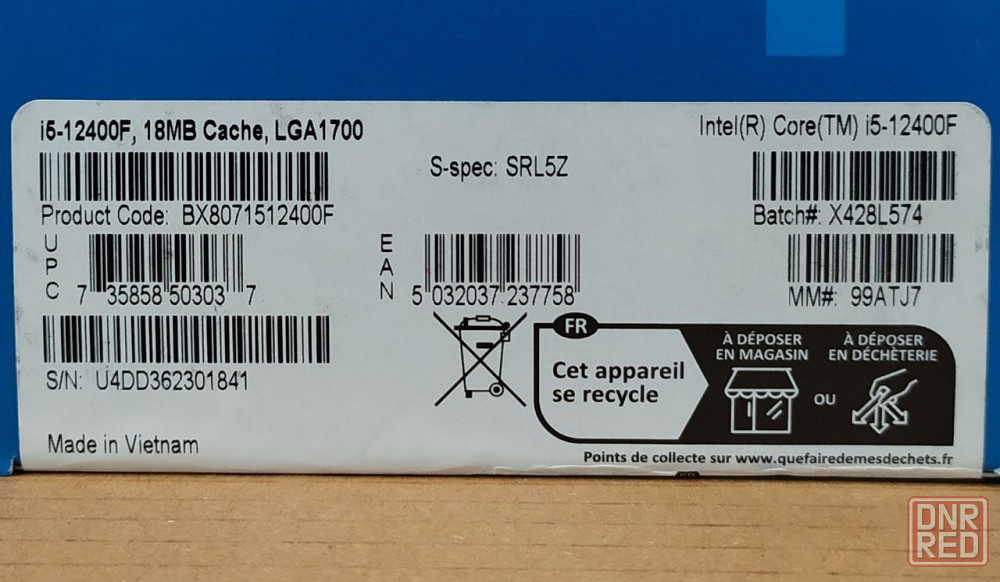 i5-12400F, 18MB Cache, LGA1700
Intel(R) Core(TM) i5-12400F
S-spec: SRL5Z
Product Code: BX8071512400F
Batch#: X428L574
UPC
7 35858 50303 7
EAN
5 032037 237758
MM#: 99ATJ7
S/N: U4DD362301841
Made in Vietnam
FR
Cet appareil
se recycle
À DÉPOSER
EN MAGASIN
OU
À DÉPOSER
EN DÉCHÈTERIE
Points de collecte sur www.quefairedemesdechets.fr
DNR
RED